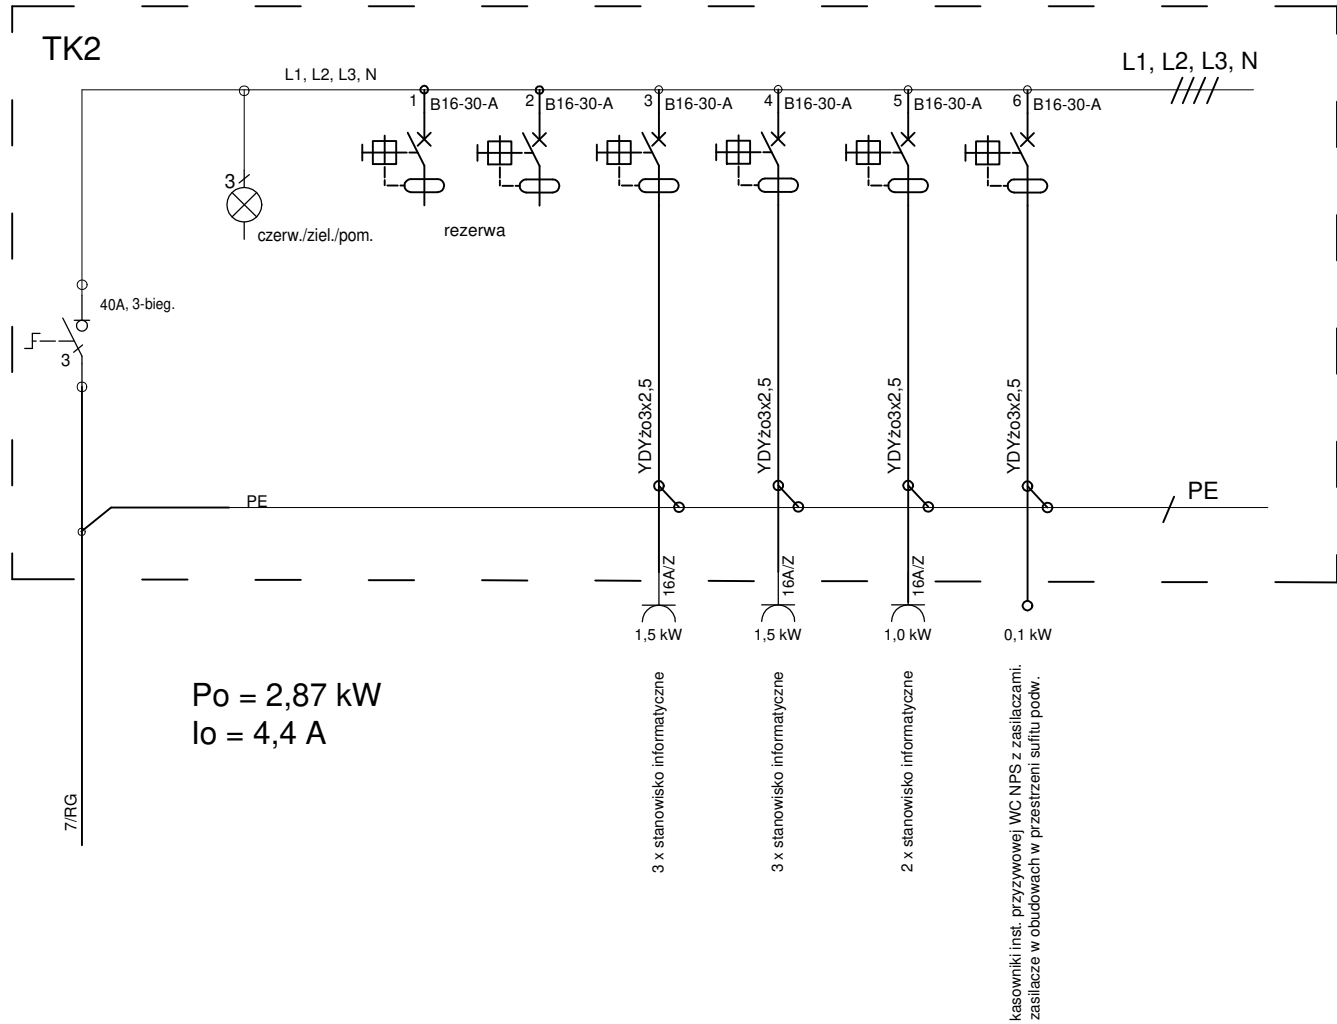 TK2
L1, L2, L3, N
L1, L2, L3, N
1 B16-30-A
2 B16-30-A
3 B16-30-A
4 B16-30-A
5 B16-30-A
6 B16-30-A
3
czerw./ziel./pom.
rezerwa
40A, 3-bieg.
3
YDYżo3x2,5
YDYżo3x2,5
YDYżo3x2,5
YDYżo3x2,5
PE
PE
16A/Z
16A/Z
16A/Z
1,5 kW
1,5 kW
1,0 kW
0,1 kW
Po = 2,87 kW
Io = 4,4 A
7/RG
3 x stanowisko informatyczne
3 x stanowisko informatyczne
2 x stanowisko informatyczne
kasowniki inst. przyzywowej WC NPS z zasilaczami.
zasilacze w obudowach w przestrzeni sufitu podw.